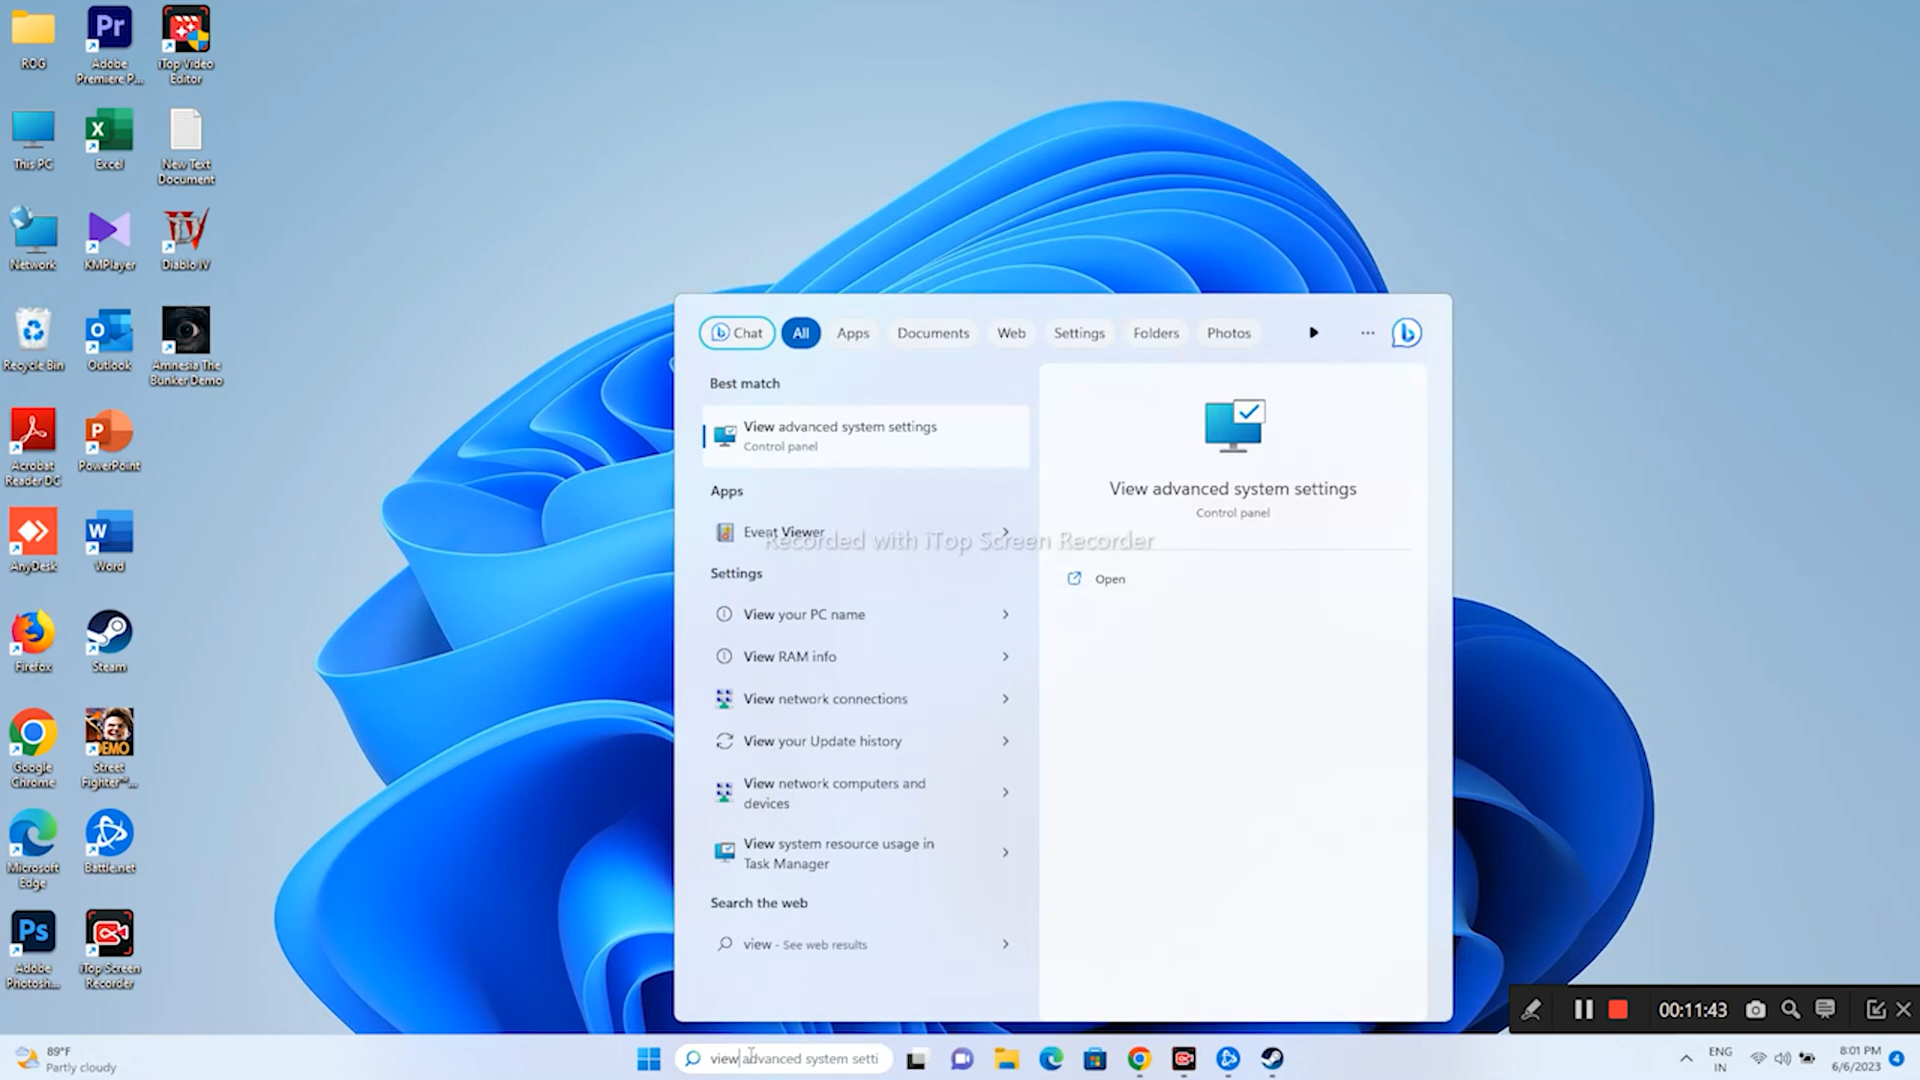 ROG
Adobe
Premiere P...
iTop Video
Editor
This PC
Excel
New Text
Document
Network
KMPlayer
Diablo IV
Recycle Bin
Outlook
Amnesia The
Bunker Demo
Acrobat
Reader DC
PowerPoint
AnyDesk
Word
Firefox
Steam
Google
Chrome
DEMO
Street
Fighter™...
Microsoft
Edge
Battle.net
Adobe
Photosh...
iTop Screen
Recorder
Chat
All
Apps
Documents
Web
Settings
Folders
Photos
Best match
View advanced system settings
Control panel
Apps
Event Viewer
Settings
View your PC name
View RAM info
View network connections
View your Update history
View network computers and
devices
View system resource usage in
Task Manager
Search the web
view - See web results
View advanced system settings
Control panel
Open
Recorded with iTop Screen Recorder
00:11:43
89°F
Partly cloudy
view advanced system setti
ENG
IN
8:01 PM
6/6/2023
4